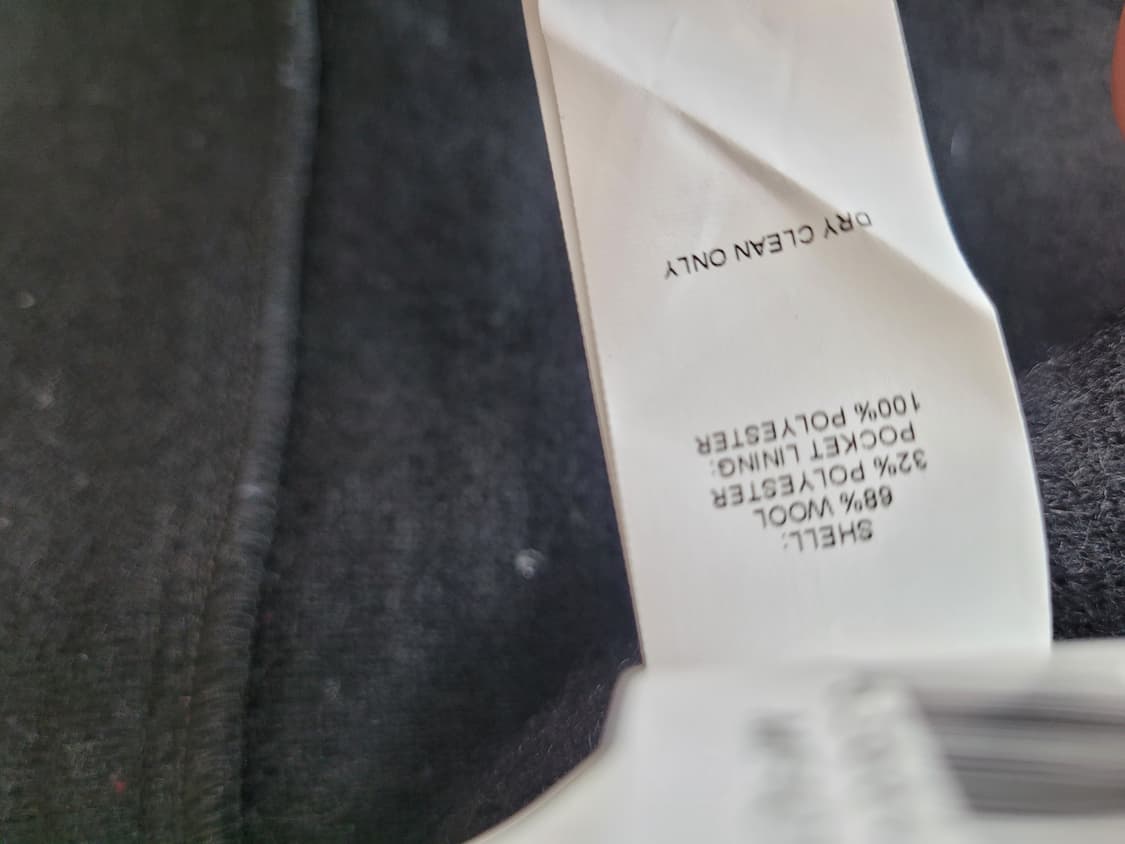 SHELL:
68% WOOL
32% POLYESTER
POCKET LINING:
100% POLYESTER
DRY CLEAN ONLY